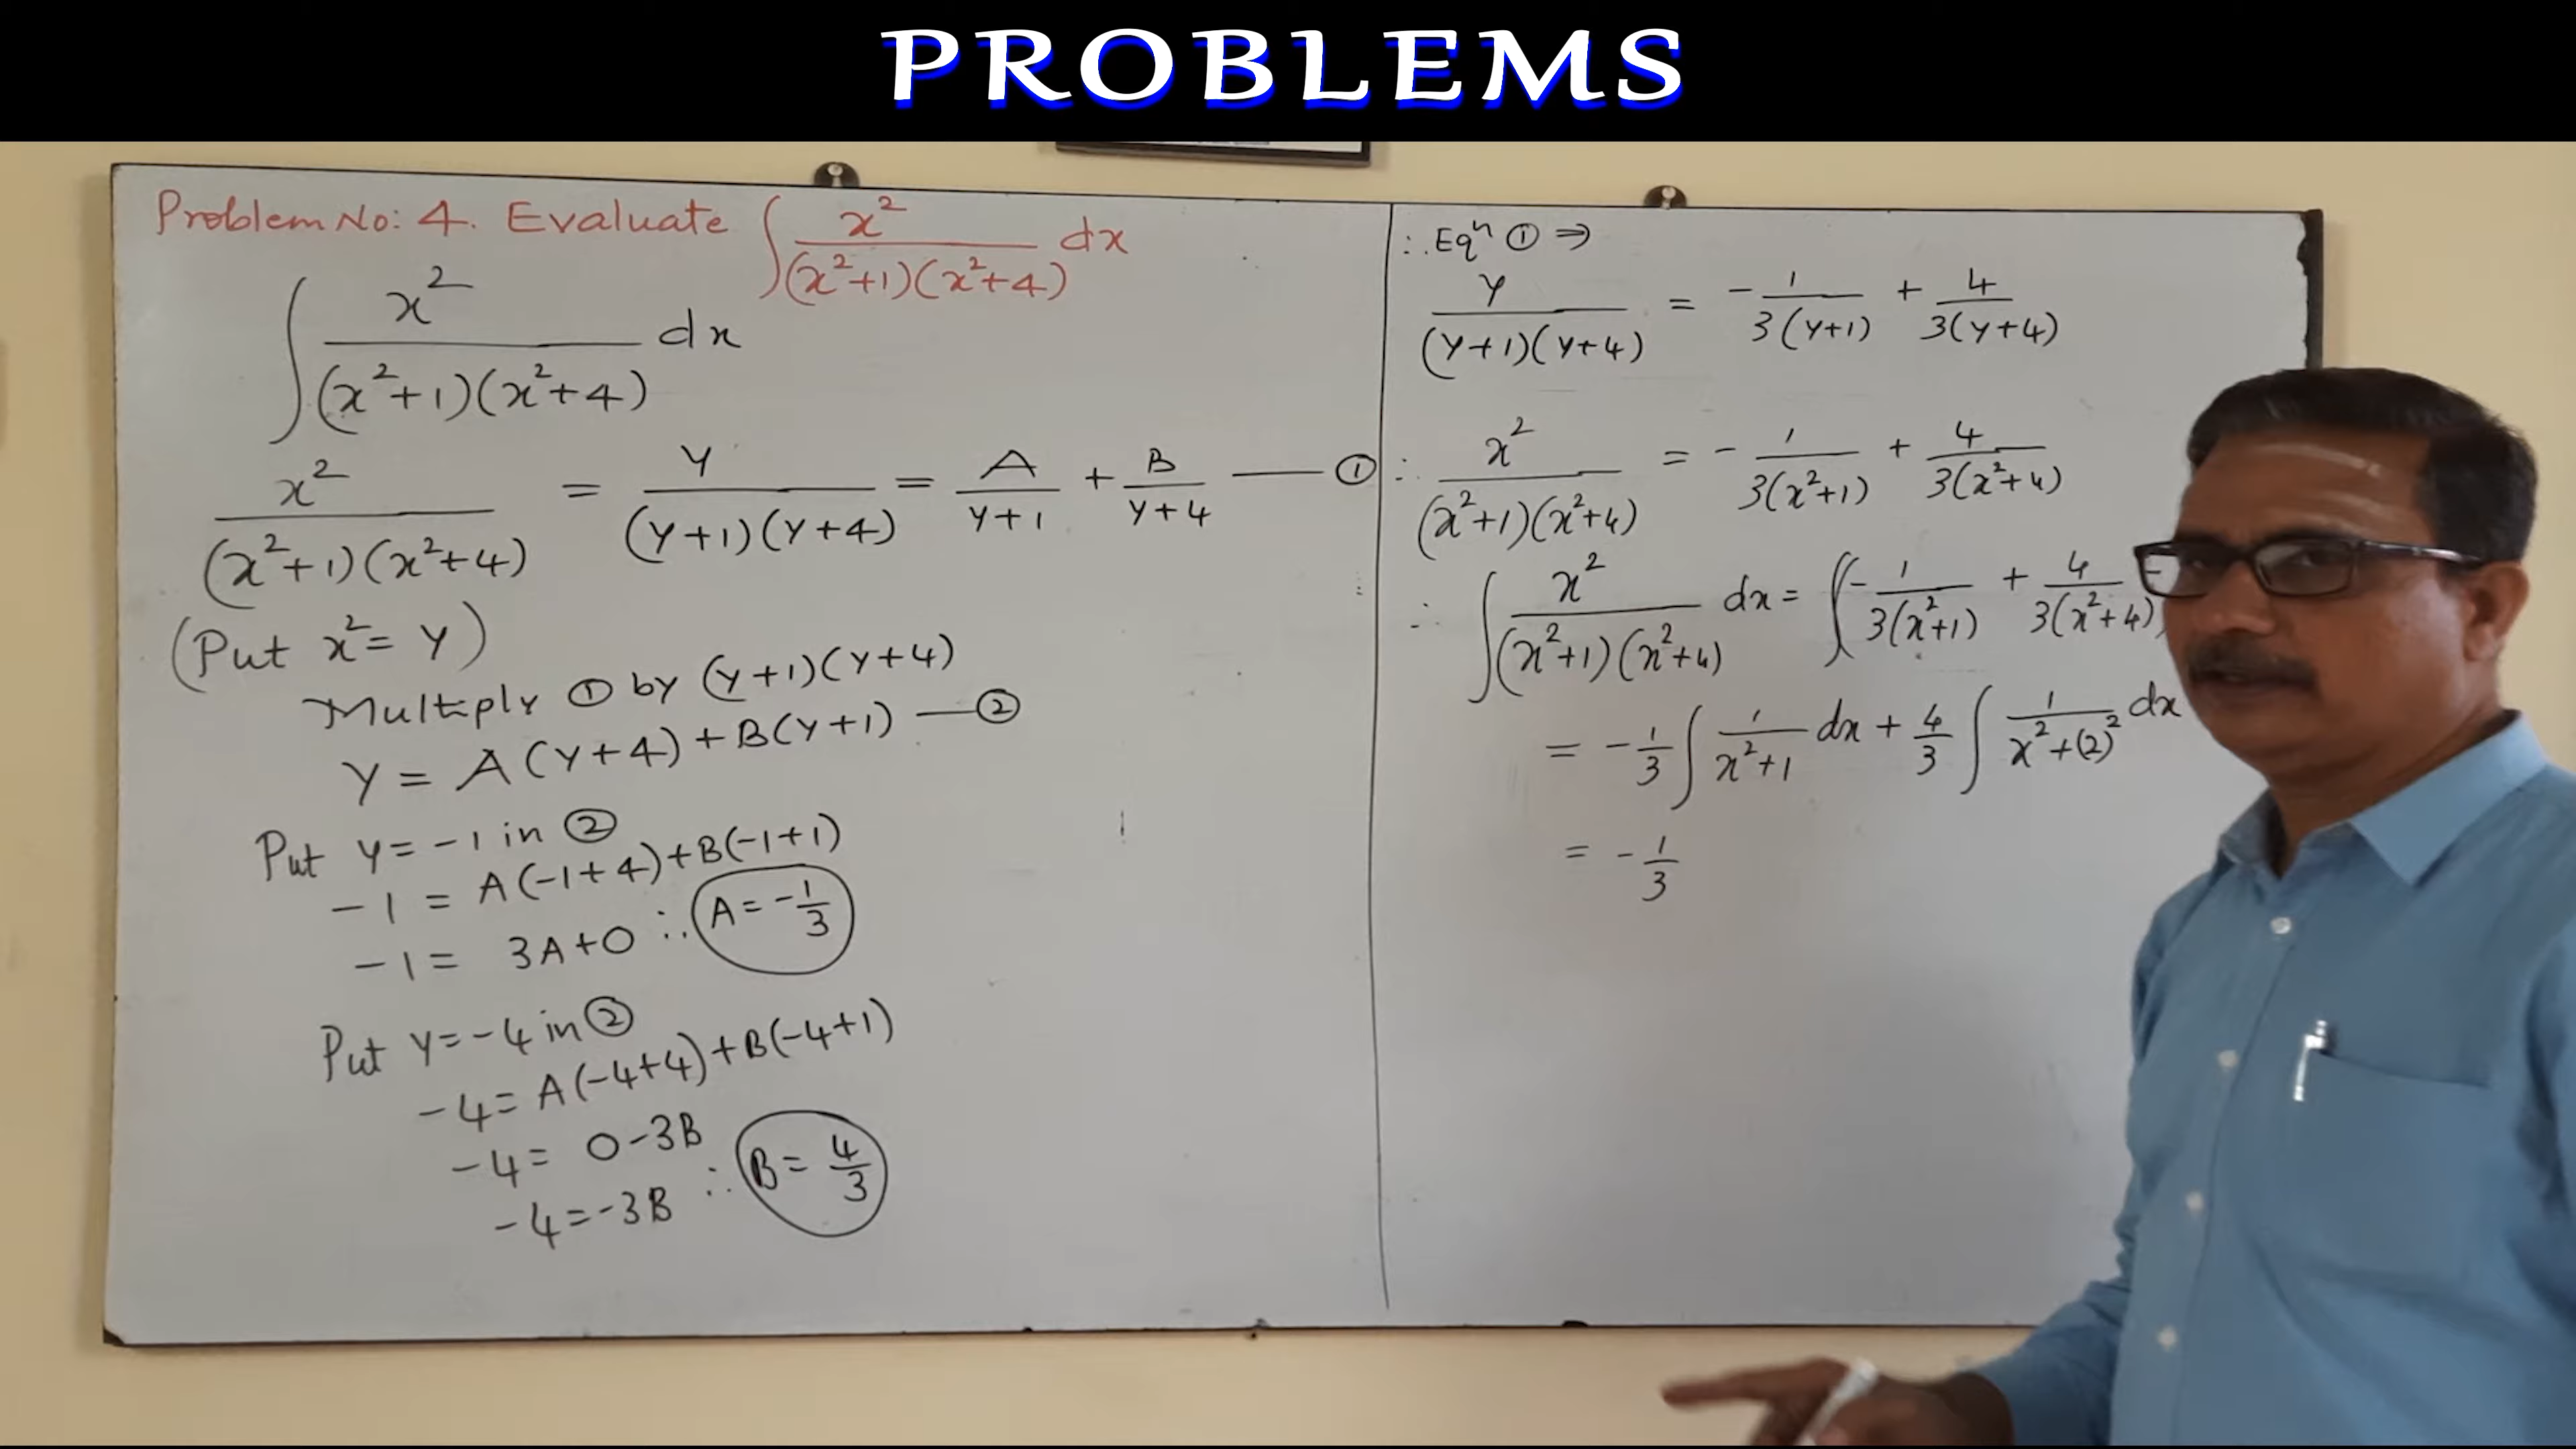 PROBLEMS
Problem No: 4. Evaluate ∫ x²/((x²+1)(x²+4)) dx
∫ x²/((x²+1)(x²+4)) dx
x²/((x²+1)(x²+4)) = Y/((Y+1)(Y+4)) = A/(Y+1) + B/(Y+4) — ①
(Put x² = Y)
Multiply ① by (Y+1)(Y+4)
Y = A(Y+4) + B(Y+1) — ②
Put Y = -1 in ②
-1 = A(-1+4) + B(-1+1)
-1 = 3A+0 ∴ A = -1/3
Put Y = -4 in ②
-4 = A(-4+4) + B(-4+1)
-4 = 0-3B
-4 = -3B ∴ B = 4/3
∴ Eqⁿ ① ⇒
Y/((Y+1)(Y+4)) = -1/(3(Y+1)) + 4/(3(Y+4))
∴ x²/((x²+1)(x²+4)) = -1/(3(x²+1)) + 4/(3(x²+4))
∴ ∫ x²/((x²+1)(x²+4)) dx = ∫(-1/(3(x²+1)) + 4/(3(x²+4))
= -1/3 ∫ 1/(x²+1) dx + 4/3 ∫ 1/(x²+(2)²) dx
= -1/3